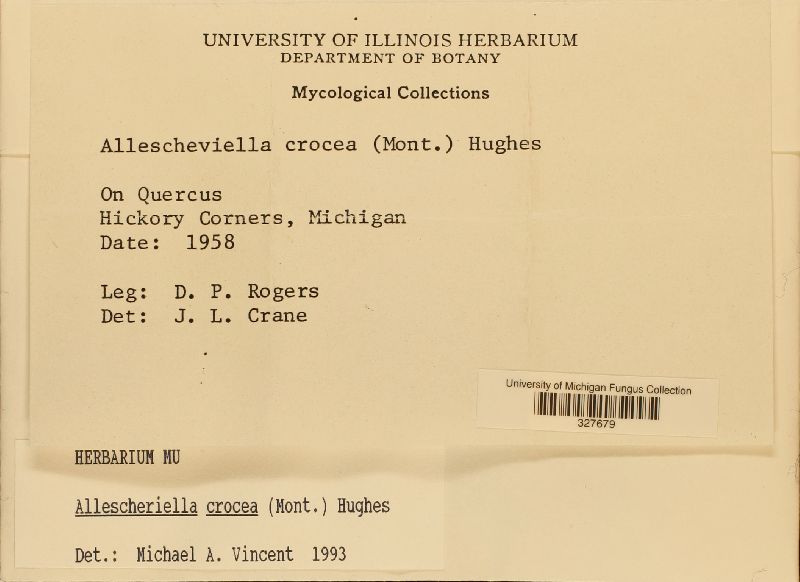 UNIVERSITY OF ILLINOIS HERBARIUM
DEPARTMENT OF BOTANY
Mycological Collections
Allescheviella crocea (Mont.) Hughes
On Quercus
Hickory Corners, Michigan
Date: 1958
Leg: D. P. Rogers
Det: J. L. Crane
University of Michigan Fungus Collection
327679
HERBARIUM MU
Allescheriella crocea (Mont.) Hughes
Det.: Michael A. Vincent 1993